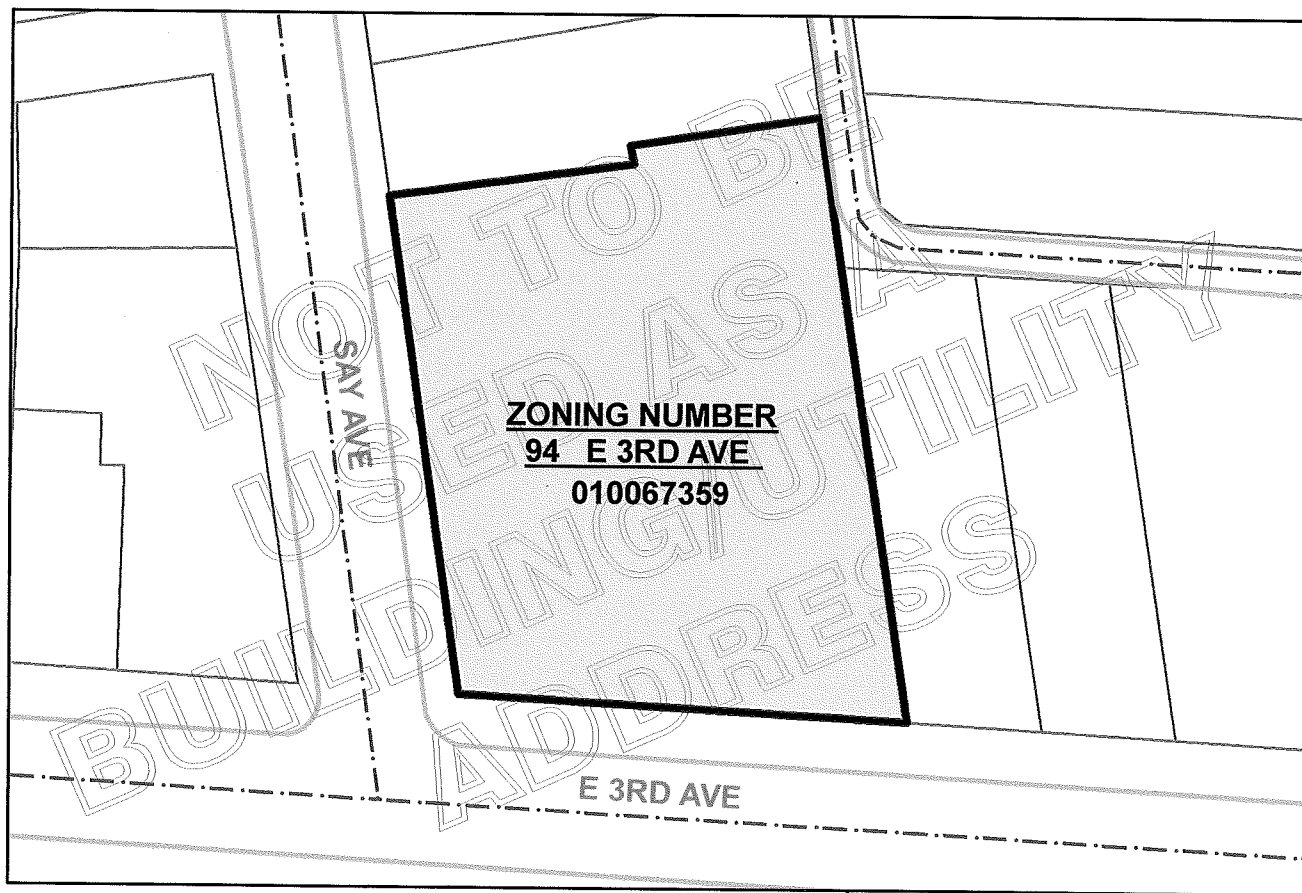 NOT TO BE
USED AS A
BUILDING/UTILITY
ADDRESS
SAY AVE
ZONING NUMBER
94 E 3RD AVE
010067359
E 3RD AVE